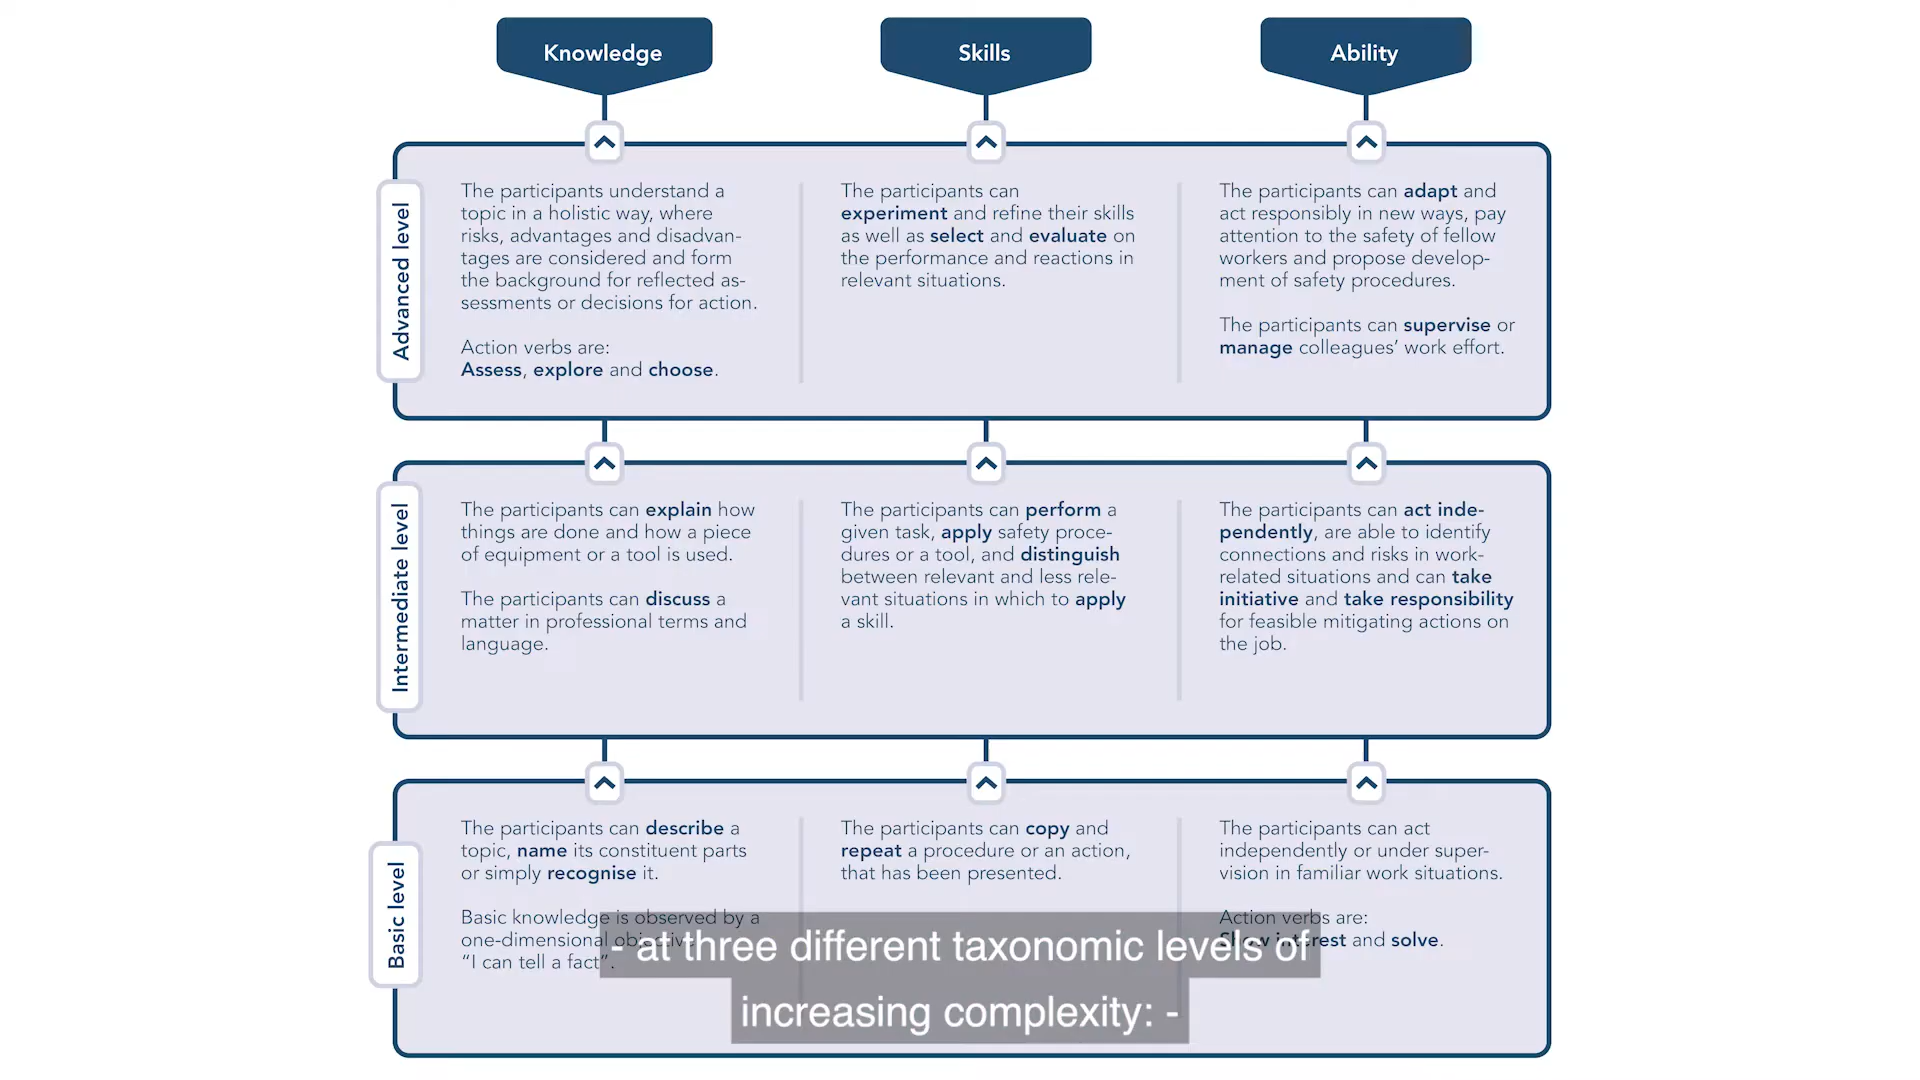 Knowledge
Skills
Ability
Advanced level
The participants understand a
topic in a holistic way, where
risks, advantages and disadvan-
tages are considered and form
the background for reflected as-
sessments or decisions for action.
Action verbs are:
Assess, explore and choose.
The participants can
experiment and refine their skills
as well as select and evaluate on
the performance and reactions in
relevant situations.
The participants can adapt and
act responsibly in new ways, pay
attention to the safety of fellow
workers and propose develop-
ment of safety procedures.
The participants can supervise or
manage colleagues’ work effort.
Intermediate level
The participants can explain how
things are done and how a piece
of equipment or a tool is used.
The participants can discuss a
matter in professional terms and
language.
The participants can perform a
given task, apply safety proce-
dures or a tool, and distinguish
between relevant and less rele-
vant situations in which to apply
a skill.
The participants can act inde-
pendently, are able to identify
connections and risks in work-
related situations and can take
initiative and take responsibility
for feasible mitigating actions on
the job.
Basic level
The participants can describe a
topic, name its constituent parts
or simply recognise it.
Basic knowledge is observed by a
one-dimensional objective
“I can tell a fact”.
The participants can copy and
repeat a procedure or an action,
that has been presented.
The participants can act
independently or under super-
vision in familiar work situations.
Action verbs are:
Show interest and solve.
- at three different taxonomic levels of
increasing complexity: -